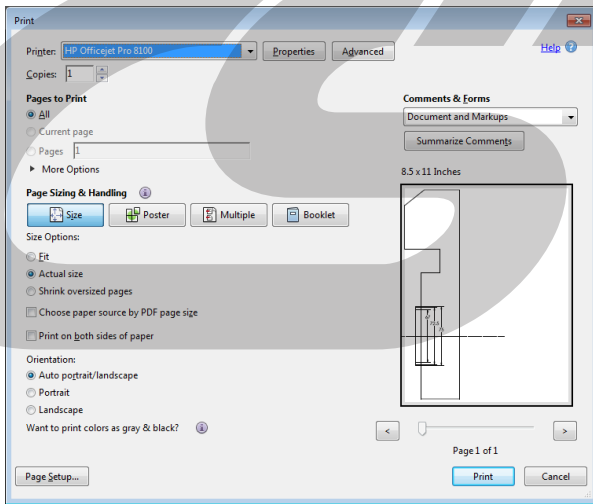 Print
Printer: HP Officejet Pro 8100 Properties Advanced Help
Copies: 1
Pages to Print
All
Current page
Pages 1
More Options
Comments & Forms
Document and Markups
Summarize Comments
8.5 x 11 Inches
Page Sizing & Handling
Size Poster Multiple Booklet
Size Options:
Fit
Actual size
Shrink oversized pages
Choose paper source by PDF page size
Print on both sides of paper
Orientation:
Auto portrait/landscape
Portrait
Landscape
Want to print colors as gray & black?
< >
Page 1 of 1
Page Setup... Print Cancel